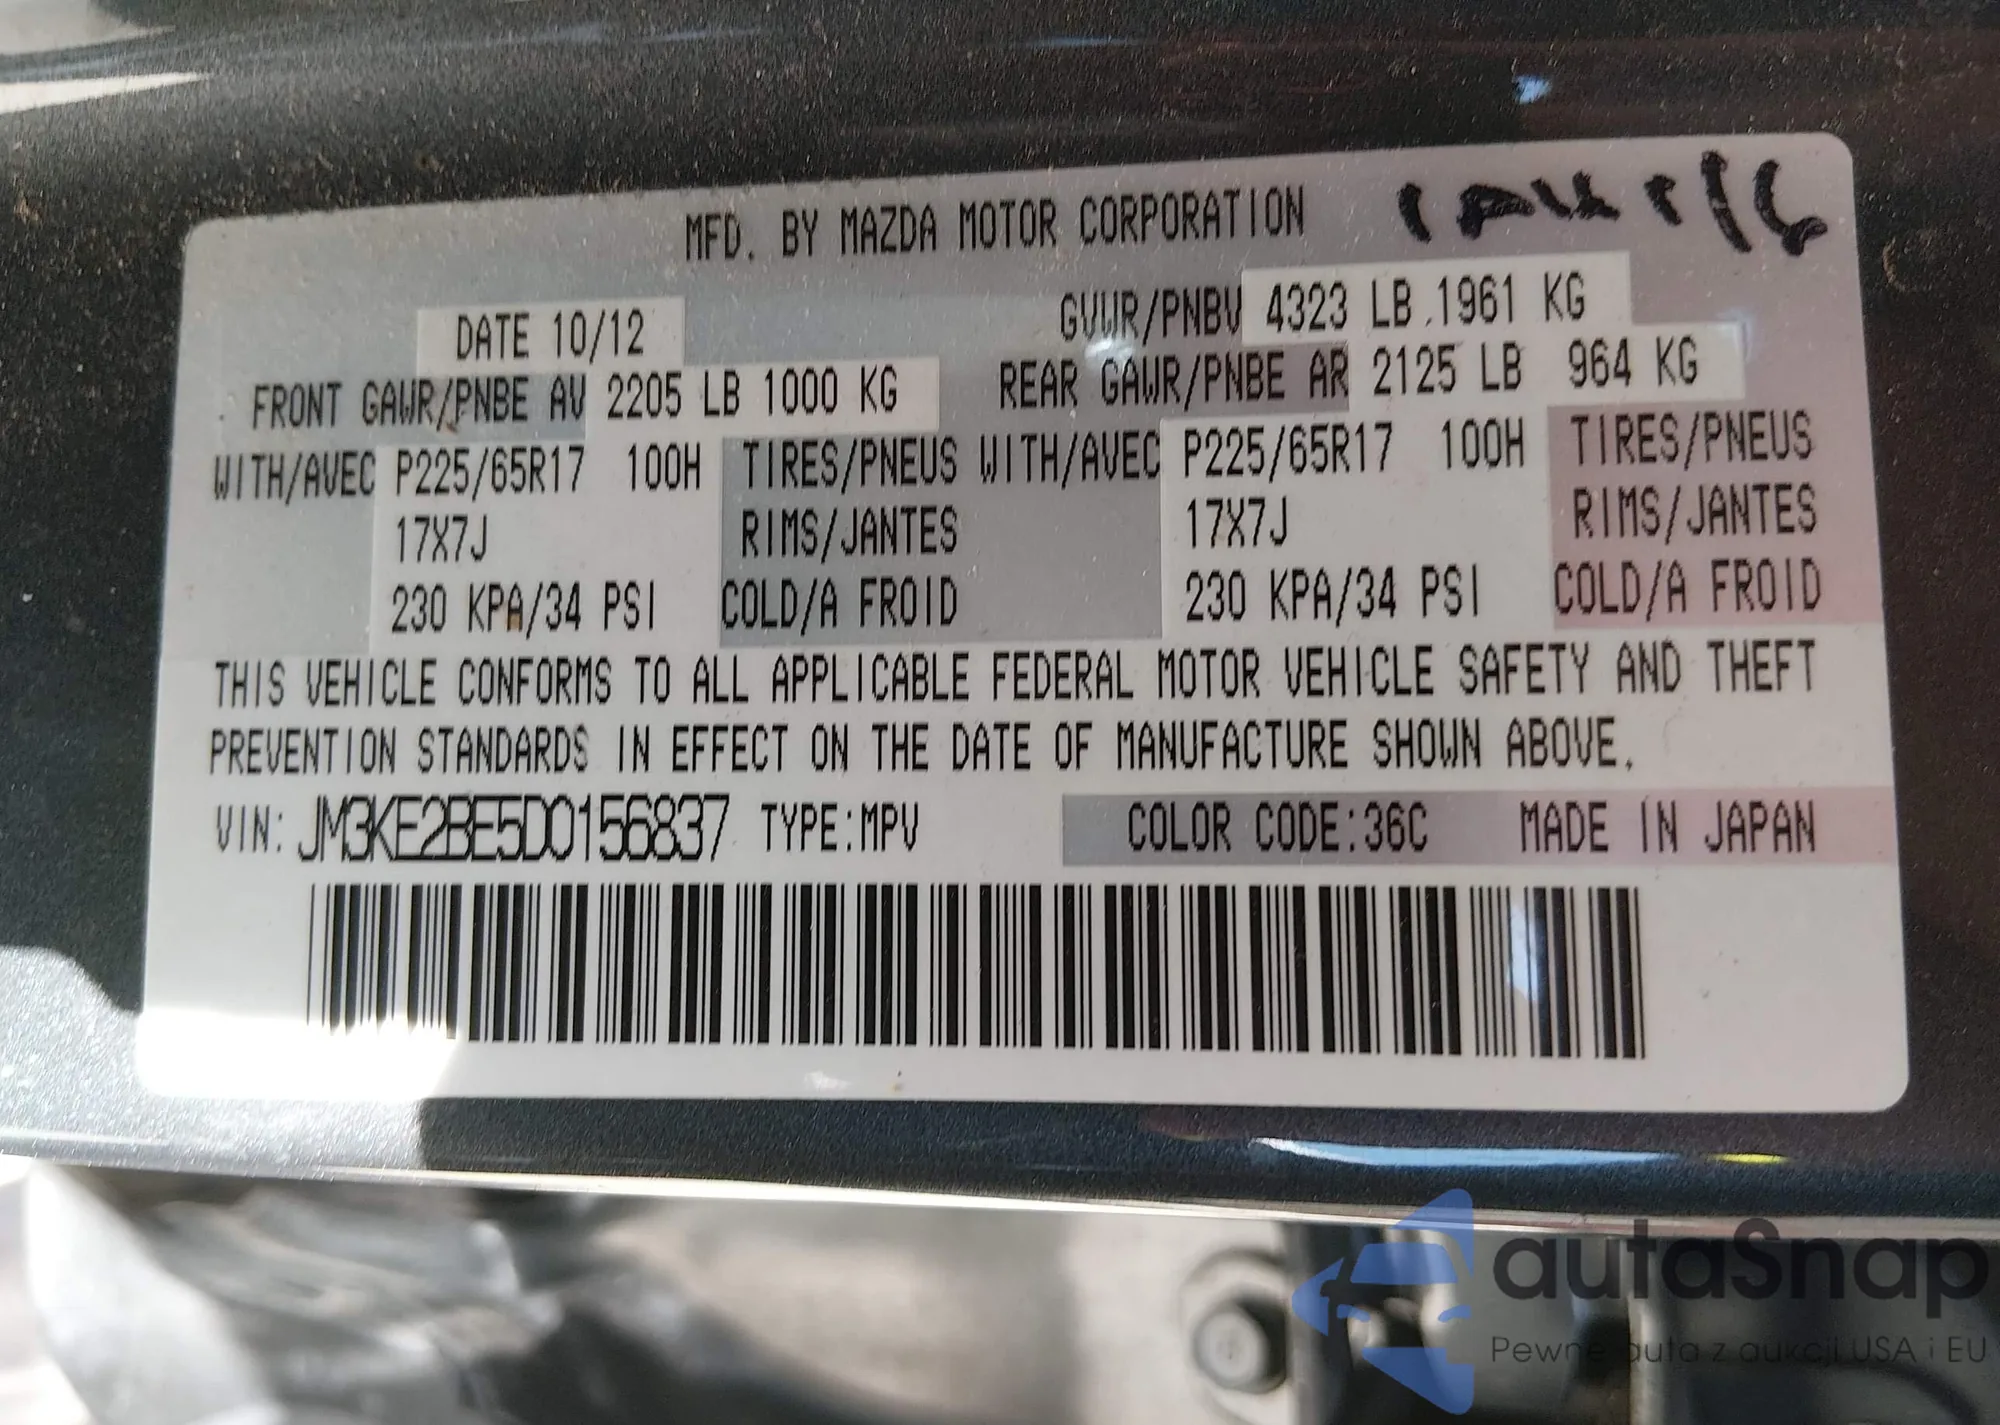 MFD. BY MAZDA MOTOR CORPORATION
DATE 10/12 GVWR/PNBV 4323 LB 1961 KG
FRONT GAWR/PNBE AV 2205 LB 1000 KG REAR GAWR/PNBE AR 2125 LB 964 KG
WITH/AVEC P225/65R17 100H TIRES/PNEUS WITH/AVEC P225/65R17 100H TIRES/PNEUS
17X7J RIMS/JANTES 17X7J RIMS/JANTES
230 KPA/34 PSI COLD/A FROID 230 KPA/34 PSI COLD/A FROID
THIS VEHICLE CONFORMS TO ALL APPLICABLE FEDERAL MOTOR VEHICLE SAFETY AND THEFT
PREVENTION STANDARDS IN EFFECT ON THE DATE OF MANUFACTURE SHOWN ABOVE.
VIN: JM3KE2BE5D0156837 TYPE:MPV COLOR CODE:36C MADE IN JAPAN
autaSnap
Pewne auta z aukcji USA i EU